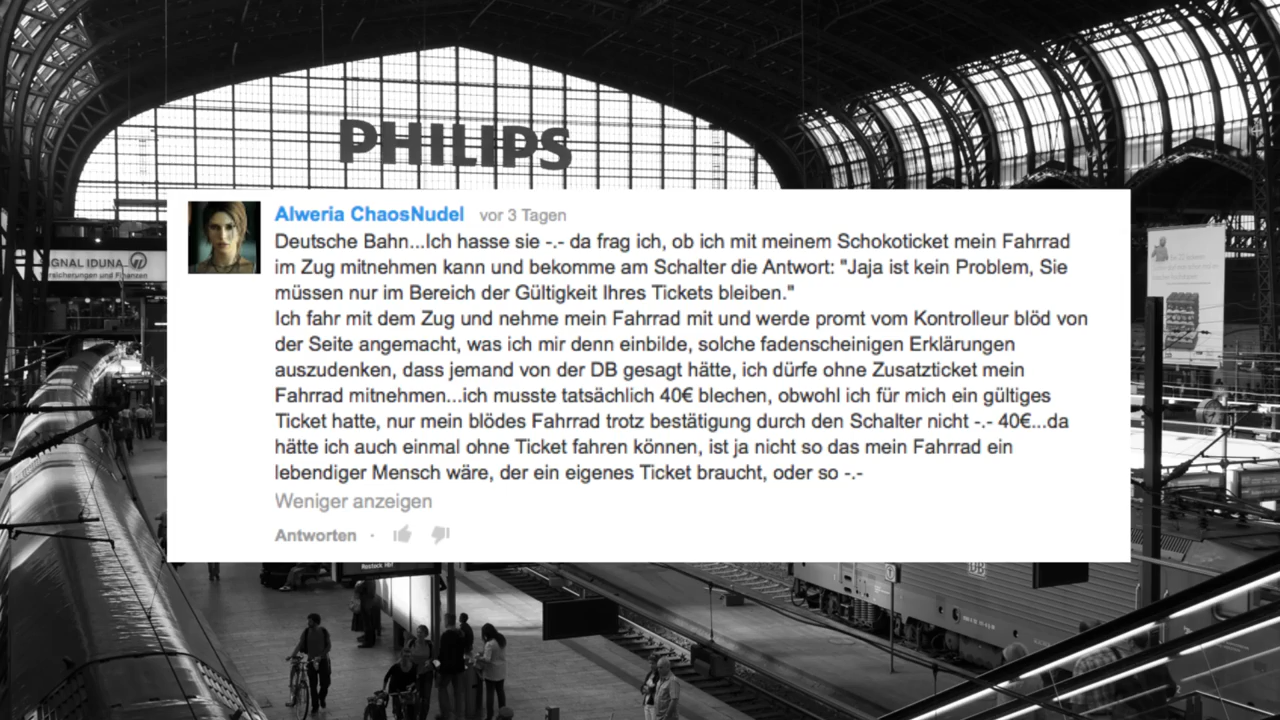 PHILIPS
Alweria ChaosNudel vor 3 Tagen
Deutsche Bahn...Ich hasse sie -.- da frag ich, ob ich mit meinem Schokoticket mein Fahrrad
im Zug mitnehmen kann und bekomme am Schalter die Antwort: "Jaja ist kein Problem, Sie
müssen nur im Bereich der Gültigkeit Ihres Tickets bleiben."
Ich fahr mit dem Zug und nehme mein Fahrrad mit und werde promt vom Kontrolleur blöd von
der Seite angemacht, was ich mir denn einbilde, solche fadenscheinigen Erklärungen
auszudenken, dass jemand von der DB gesagt hätte, ich dürfe ohne Zusatzticket mein
Fahrrad mitnehmen...ich musste tatsächlich 40€ blechen, obwohl ich für mich ein gültiges
Ticket hatte, nur mein blödes Fahrrad trotz bestätigung durch den Schalter nicht -.- 40€...da
hätte ich auch einmal ohne Ticket fahren können, ist ja nicht so das mein Fahrrad ein
lebendiger Mensch wäre, der ein eigenes Ticket braucht, oder so -.-
Weniger anzeigen
Antworten ·
GNAL IDUNA
rsicherungen und Finanzen
Rostock Hbf
DB